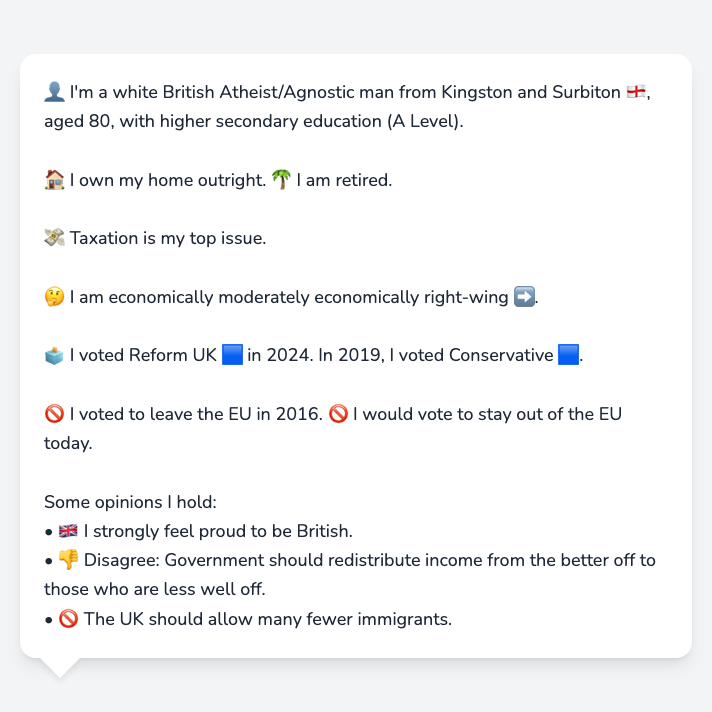 👤 I'm a white British Atheist/Agnostic man from Kingston and Surbiton 🏴󠁧󠁢󠁥󠁮󠁧󠁿,
aged 80, with higher secondary education (A Level).
🏠 I own my home outright. 🌴 I am retired.
💸 Taxation is my top issue.
🤔 I am economically moderately economically right-wing ➡️.
🗳️ I voted Reform UK 🟦 in 2024. In 2019, I voted Conservative 🟦.
🚫 I voted to leave the EU in 2016. 🚫 I would vote to stay out of the EU
today.
Some opinions I hold:
• 🇬🇧 I strongly feel proud to be British.
• 👎 Disagree: Government should redistribute income from the better off to
those who are less well off.
• 🚫 The UK should allow many fewer immigrants.